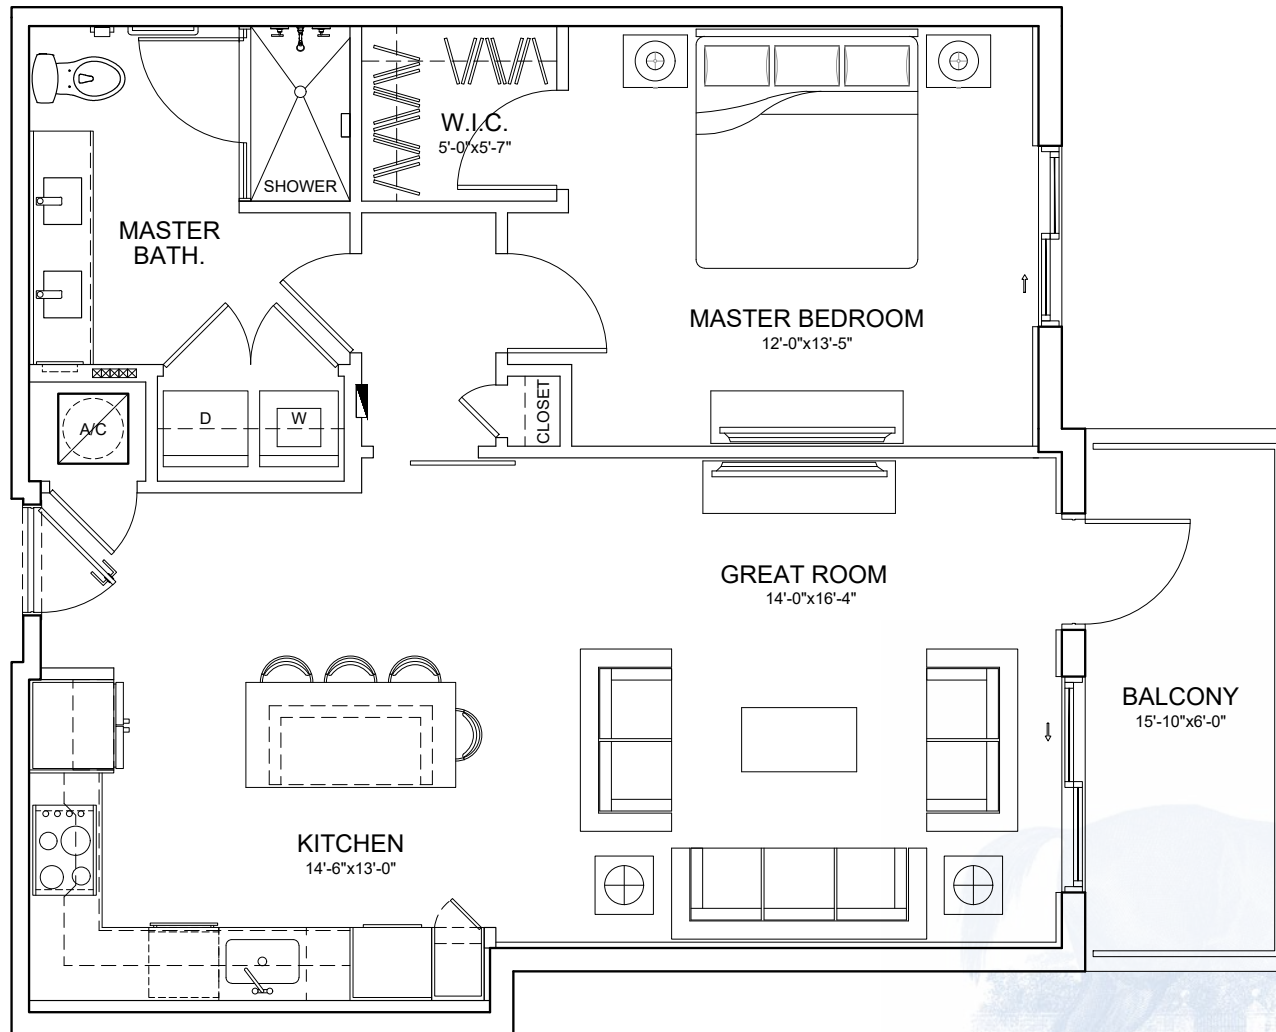 W.I.C.
5'-0"x5'-7"
SHOWER
MASTER
BATH.
MASTER BEDROOM
12'-0"x13'-5"
D
W
CLOSET
A/C
GREAT ROOM
14'-0"x16'-4"
BALCONY
15'-10"x6'-0"
KITCHEN
14'-6"x13'-0"